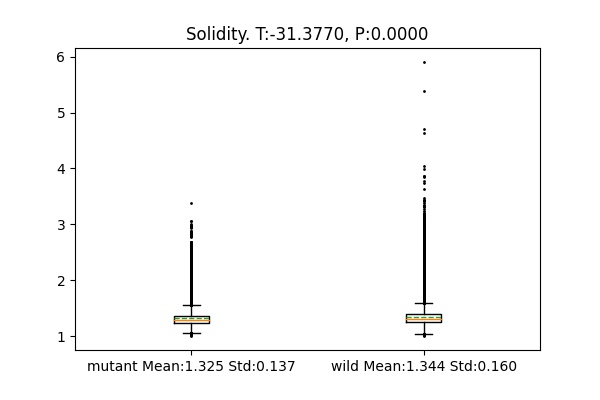 Solidity. T:-31.3770, P:0.0000
6
5
4
3
2
1
mutant Mean:1.325 Std:0.137
wild Mean:1.344 Std:0.160